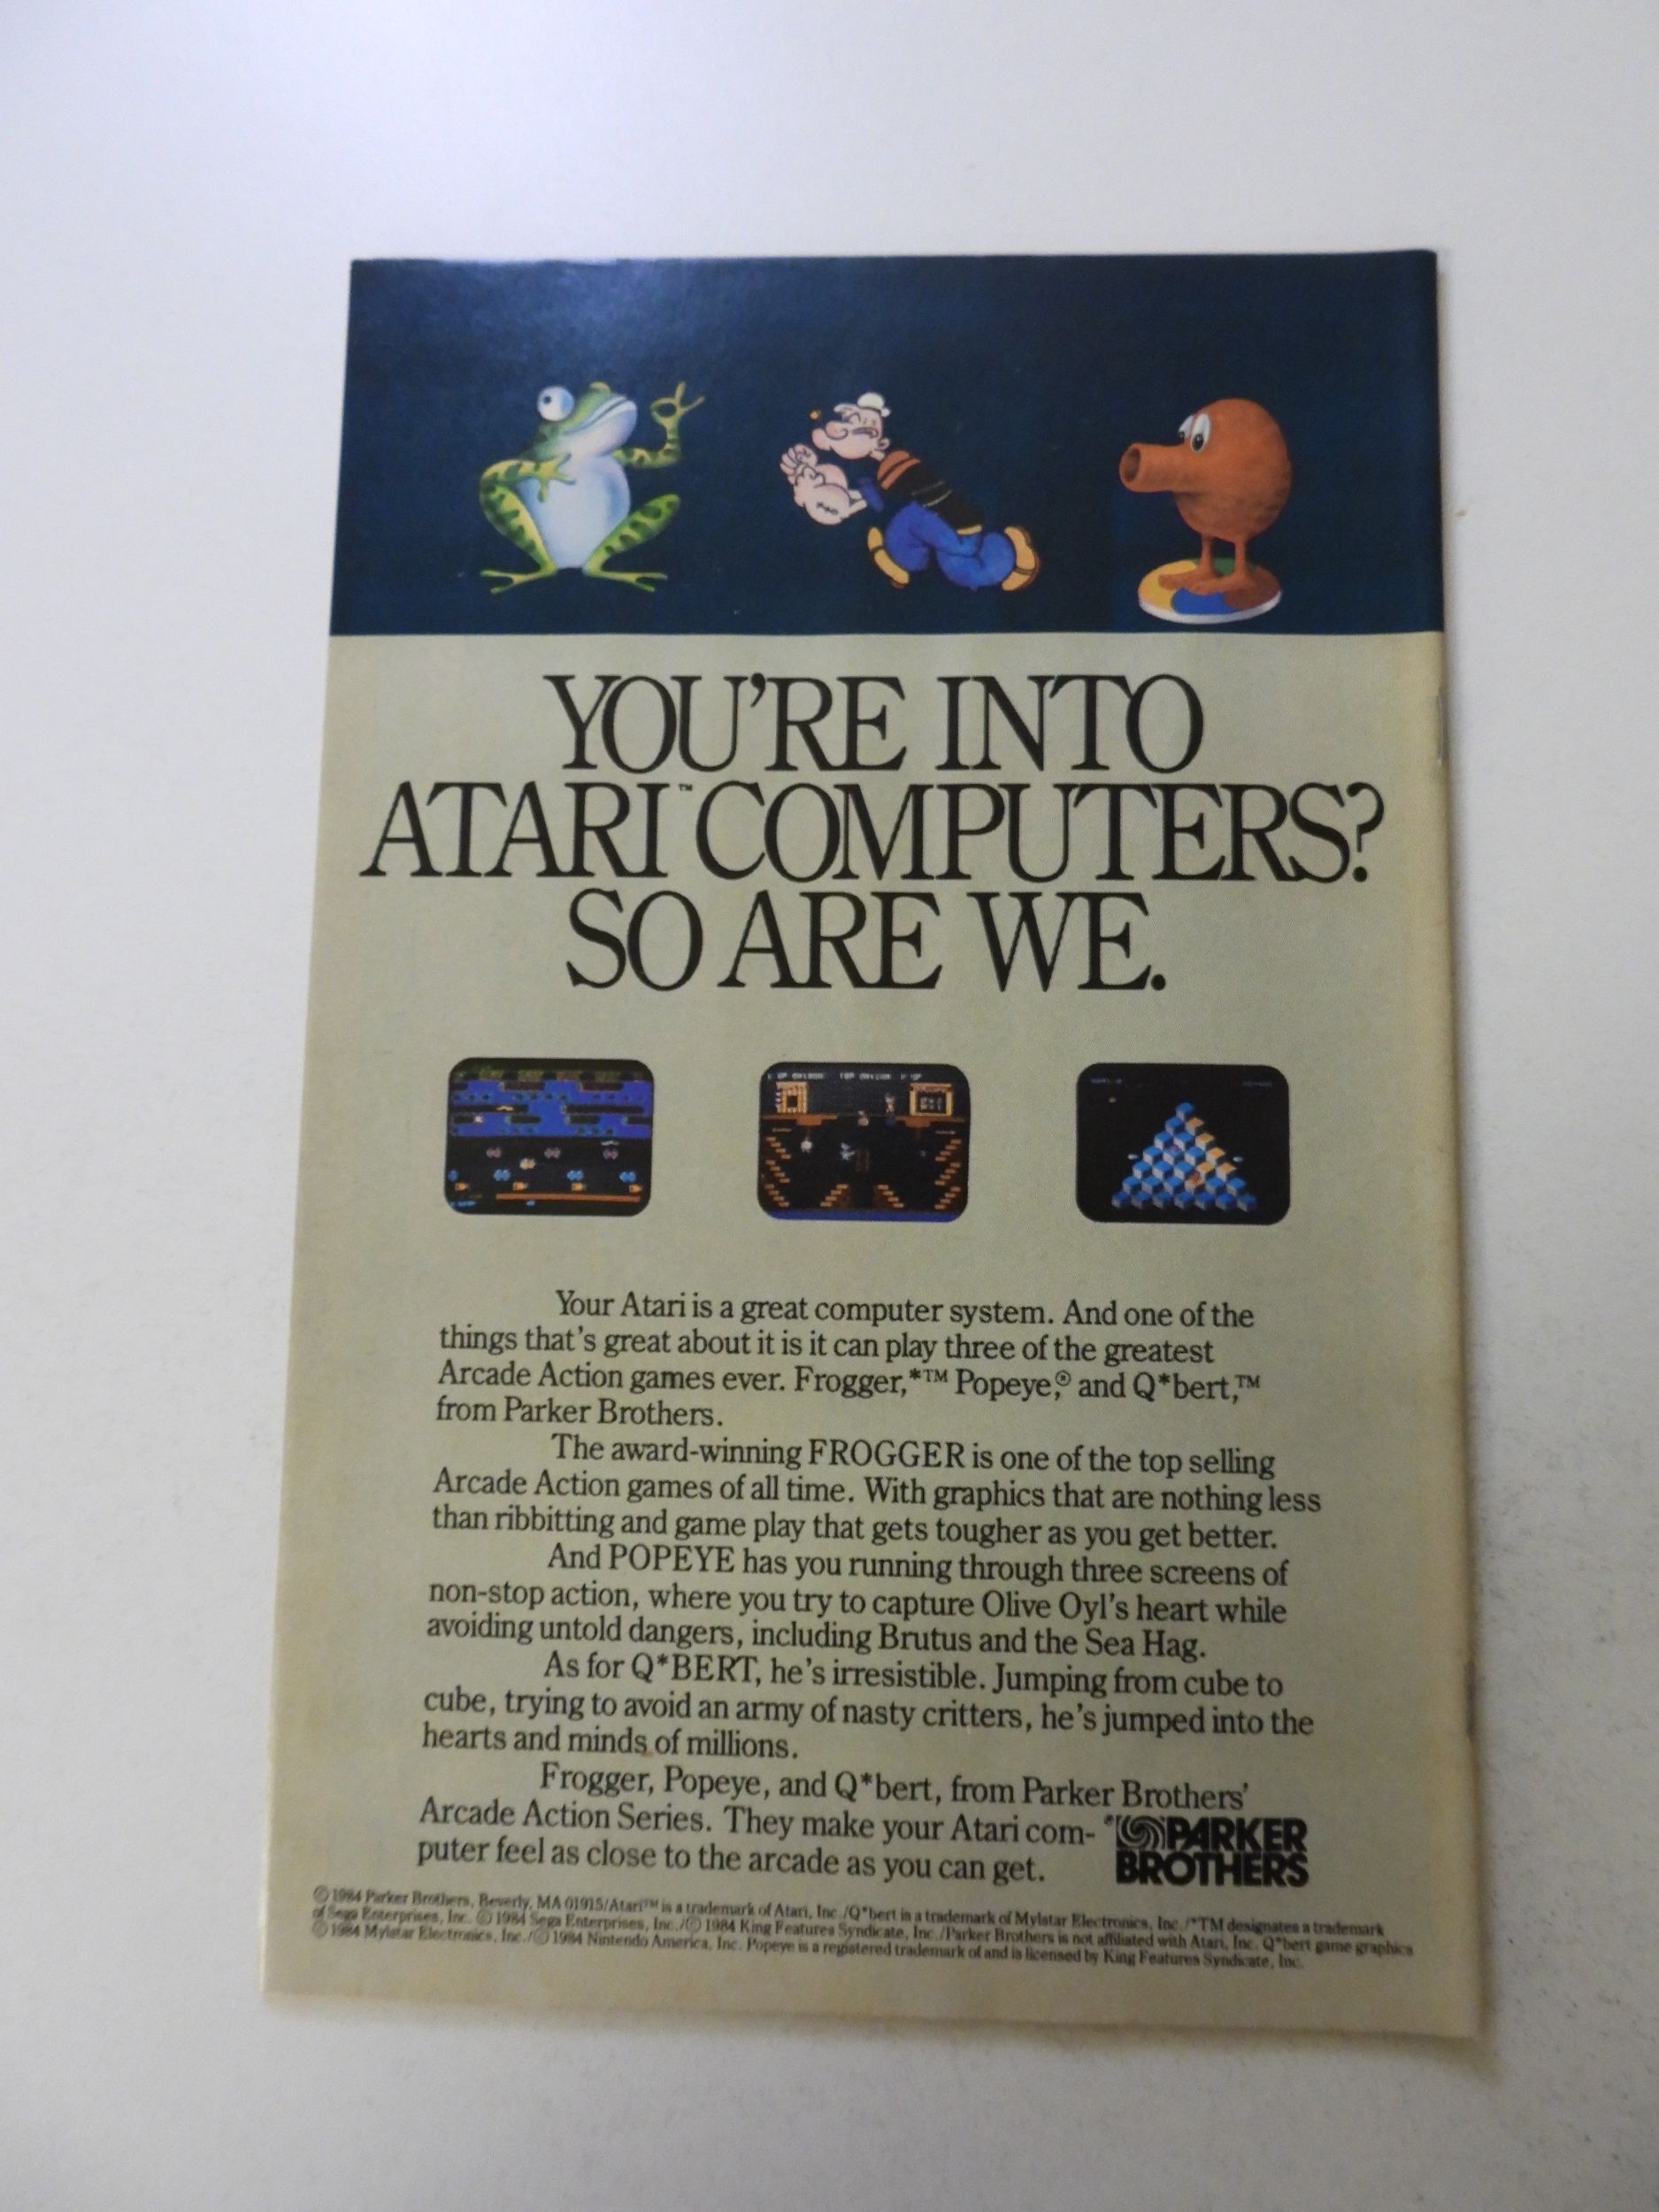 YOU'RE INTO
ATARI™ COMPUTERS?
SO ARE WE.
Your Atari is a great computer system. And one of the
things that's great about it is it can play three of the greatest
Arcade Action games ever. Frogger,*™ Popeye,® and Q*bert,™
from Parker Brothers.
The award-winning FROGGER is one of the top selling
Arcade Action games of all time. With graphics that are nothing less
than ribbitting and game play that gets tougher as you get better.
And POPEYE has you running through three screens of
non-stop action, where you try to capture Olive Oyl's heart while
avoiding untold dangers, including Brutus and the Sea Hag.
As for Q*BERT, he's irresistible. Jumping from cube to
cube, trying to avoid an army of nasty critters, he's jumped into the
hearts and minds of millions.
Frogger, Popeye, and Q*bert, from Parker Brothers'
Arcade Action Series. They make your Atari com-
puter feel as close to the arcade as you can get.
PARKER
BROTHERS
© 1984 Parker Brothers, Beverly, MA 01915/Atari™ is a trademark of Atari, Inc./Q*bert is a trademark of Mylstar Electronics, Inc./*TM designates a trademark
of Sega Enterprises, Inc. © 1984 Sega Enterprises, Inc./© 1984 King Features Syndicate, Inc./Parker Brothers is not affiliated with Atari, Inc. Q*bert game graphics
© 1984 Mylstar Electronics, Inc./© 1984 Nintendo America, Inc. Popeye is a registered trademark of and is licensed by King Features Syndicate, Inc.